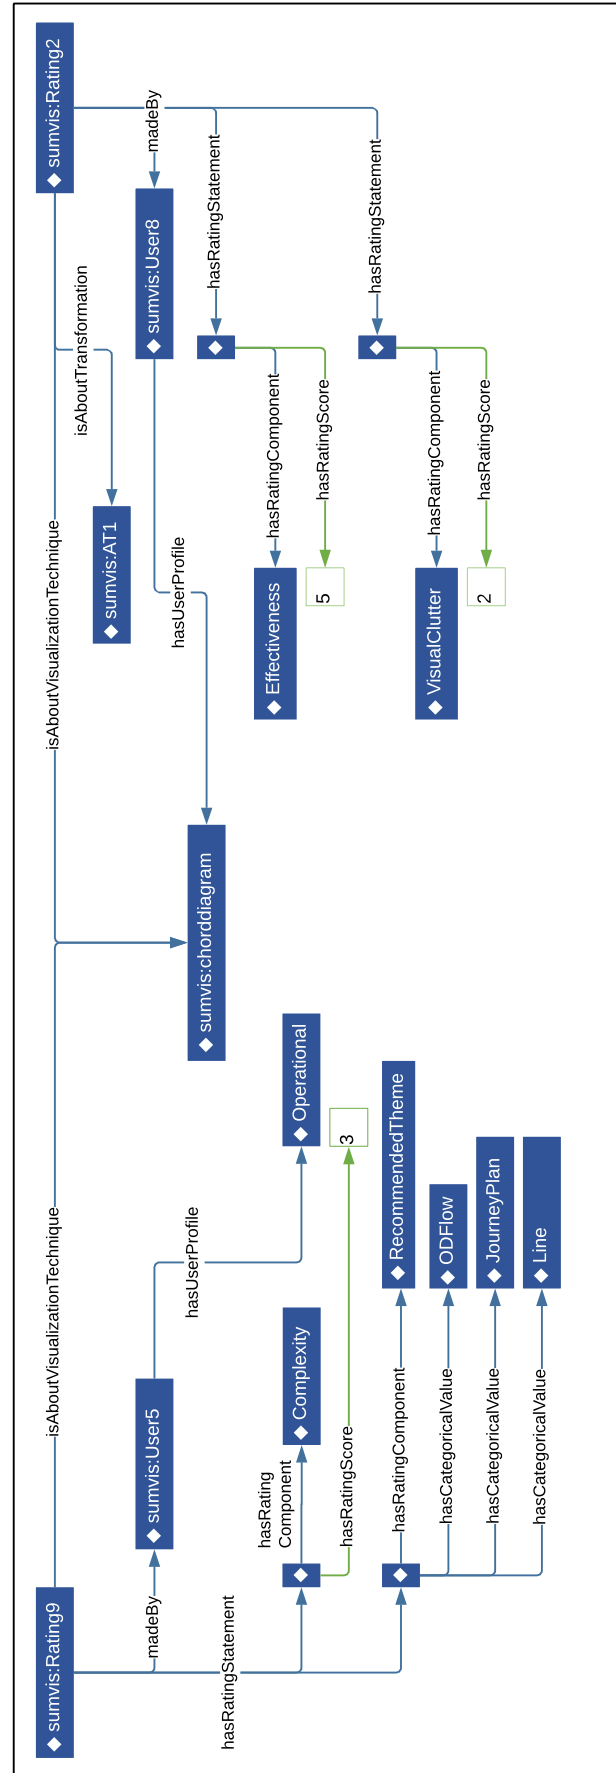 sumvis:Rating9
isAboutVisualizationTechnique
isAboutVisualizationTechnique
sumvis:Rating2
madeBy
sumvis:User5
hasUserProfile
Operational
isAboutTransformation
sumvis:AT1
madeBy
sumvis:User8
hasUserProfile
sumvis:chorddiagram
hasRatingStatement
hasRating
Component
Complexity
hasRatingScore
3
hasRatingComponent
RecommendedTheme
hasCategoricalValue
ODFlow
hasCategoricalValue
JourneyPlan
hasCategoricalValue
Line
hasRatingStatement
hasRatingComponent
Effectiveness
hasRatingScore
5
hasRatingStatement
hasRatingComponent
VisualClutter
hasRatingScore
2